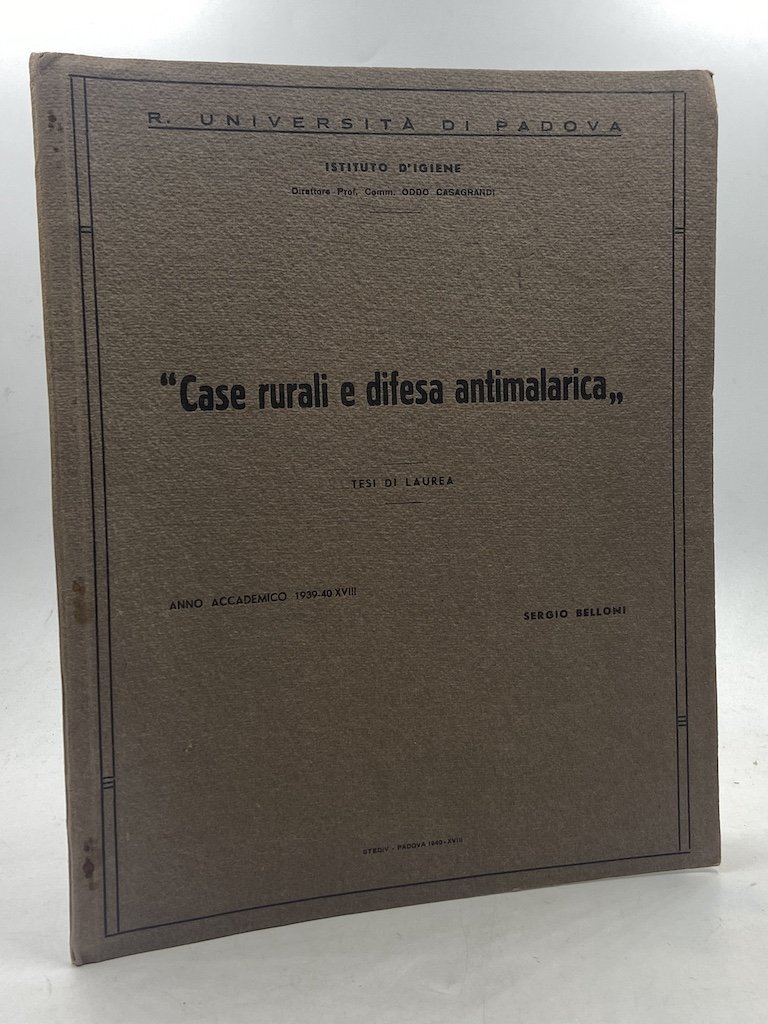 R. UNIVERSITÀ DI PADOVA
ISTITUTO D'IGIENE
Direttore Prof. Comm. ODDO CASAGRANDI
“Case rurali e difesa antimalarica„
TESI DI LAUREA
ANNO ACCADEMICO 1939-40 XVIII
SERGIO BELLONI
STEDIV - PADOVA 1940-XVIII